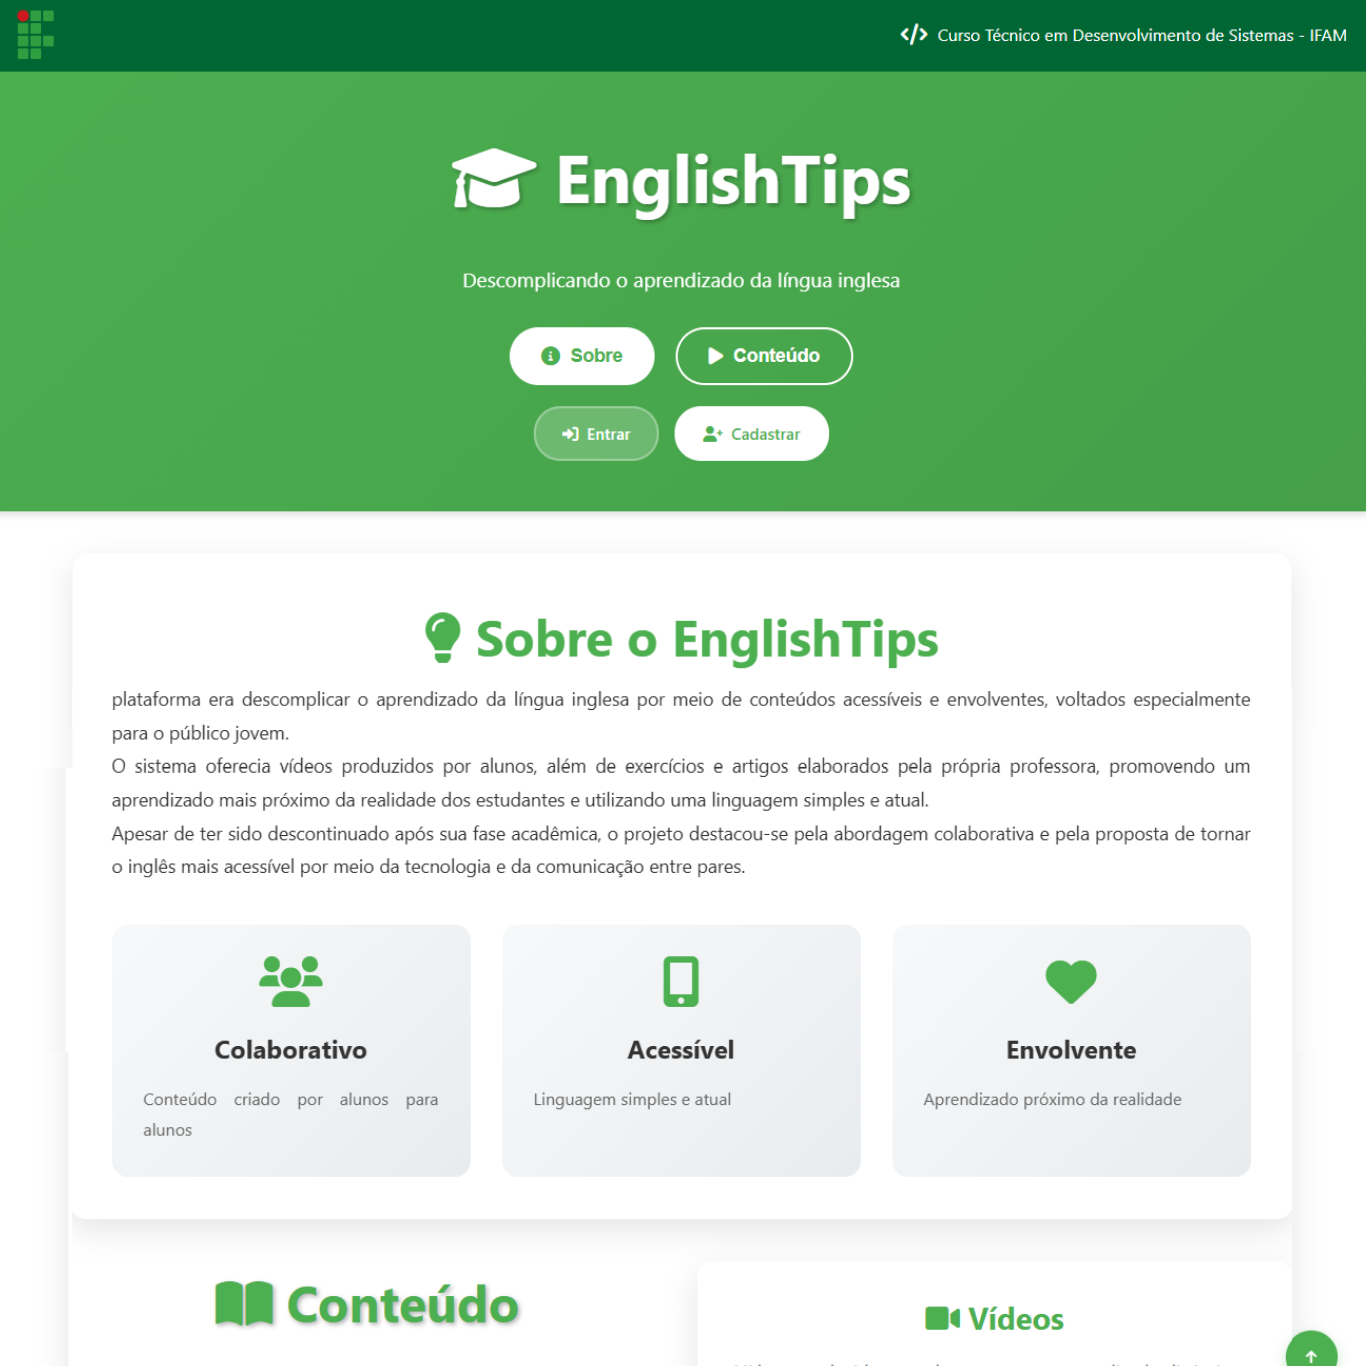 Curso Técnico em Desenvolvimento de Sistemas - IFAM
EnglishTips
Descomplicando o aprendizado da língua inglesa
Sobre
Conteúdo
Entrar
Cadastrar
Sobre o EnglishTips
plataforma era descomplicar o aprendizado da língua inglesa por meio de conteúdos acessíveis e envolventes, voltados especialmente
para o público jovem.
O sistema oferecia vídeos produzidos por alunos, além de exercícios e artigos elaborados pela própria professora, promovendo um
aprendizado mais próximo da realidade dos estudantes e utilizando uma linguagem simples e atual.
Apesar de ter sido descontinuado após sua fase acadêmica, o projeto destacou-se pela abordagem colaborativa e pela proposta de tornar
o inglês mais acessível por meio da tecnologia e da comunicação entre pares.
Colaborativo
Conteúdo criado por alunos para
alunos
Acessível
Linguagem simples e atual
Envolvente
Aprendizado próximo da realidade
Conteúdo
Vídeos